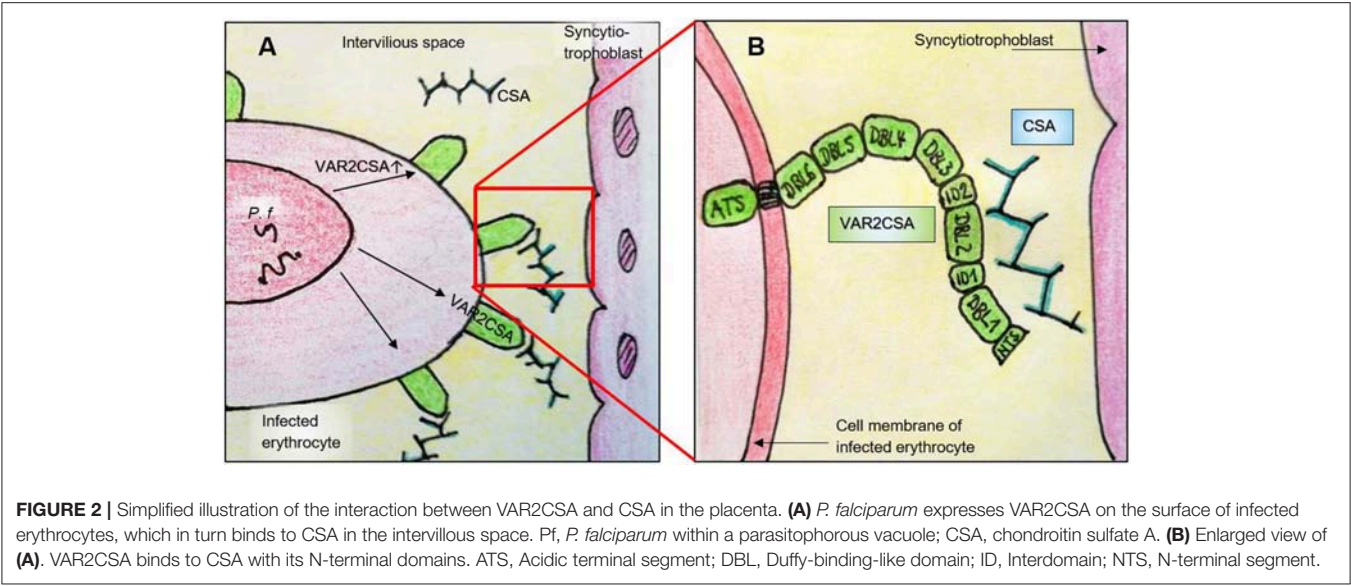 A
Intervilious space
Syncytio-
trophoblast
CSA
VAR2CSA↑
P. f
VAR2CSA
Infected
erythrocyte
B
Syncytiotrophoblast
CSA
ATS
DBL6
DBL5
DBL4
DBL3
ID2
DBL2
ID1
DBL1
NTS
VAR2CSA
Cell membrane of
infected erythrocyte
FIGURE 2 | Simplified illustration of the interaction between VAR2CSA and CSA in the placenta. (A) P. falciparum expresses VAR2CSA on the surface of infected
erythrocytes, which in turn binds to CSA in the intervillous space. Pf, P. falciparum within a parasitophorous vacuole; CSA, chondroitin sulfate A. (B) Enlarged view of
(A). VAR2CSA binds to CSA with its N-terminal domains. ATS, Acidic terminal segment; DBL, Duffy-binding-like domain; ID, Interdomain; NTS, N-terminal segment.